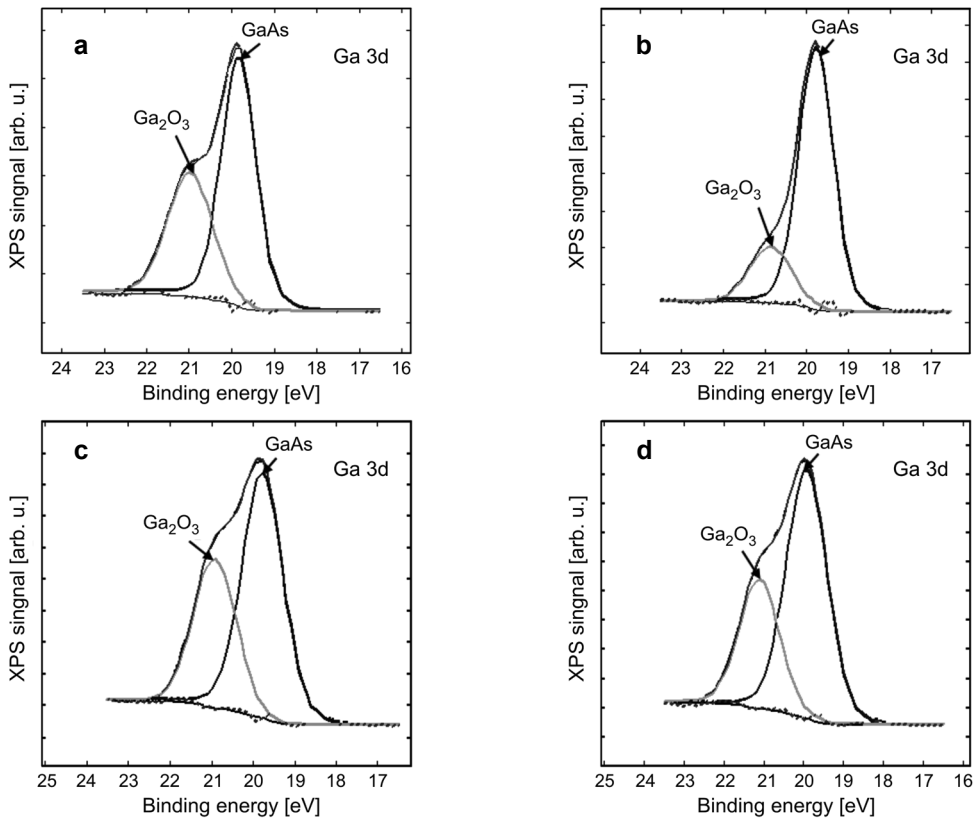 a
GaAs
Ga 3d
Ga₂O₃
XPS singnal [arb. u.]
24 23 22 21 20 19 18 17 16
Binding energy [eV]
b
GaAs
Ga 3d
Ga₂O₃
XPS singnal [arb. u.]
24 23 22 21 20 19 18 17
Binding energy [eV]
c
GaAs
Ga 3d
Ga₂O₃
XPS singnal [arb. u.]
25 24 23 22 21 20 19 18
Binding energy [eV]
d
GaAs
Ga 3d
Ga₂O₃
XPS singnal [arb. u.]
25 24 23 22 21 20 19 18 17 16
Binding energy [eV]